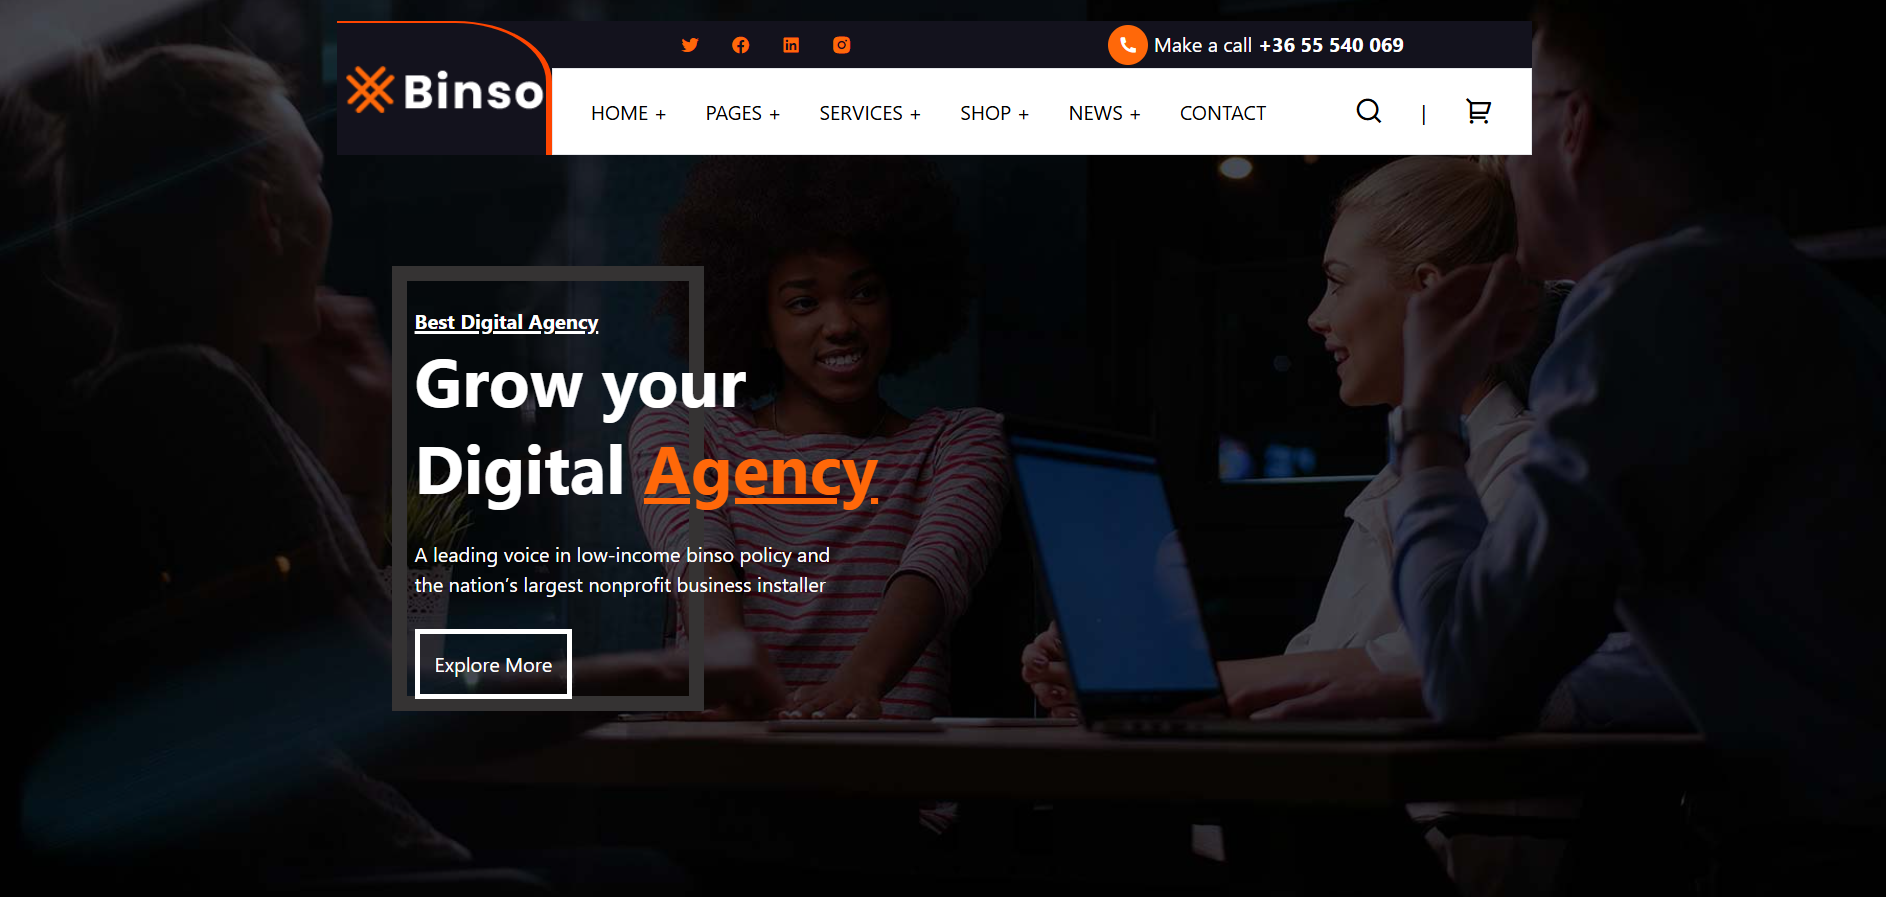 Make a call +36 55 540 069
Binso
HOME + PAGES + SERVICES + SHOP + NEWS + CONTACT |
Best Digital Agency
Grow your
Digital Agency
A leading voice in low-income binso policy and
the nation’s largest nonprofit business installer
Explore More